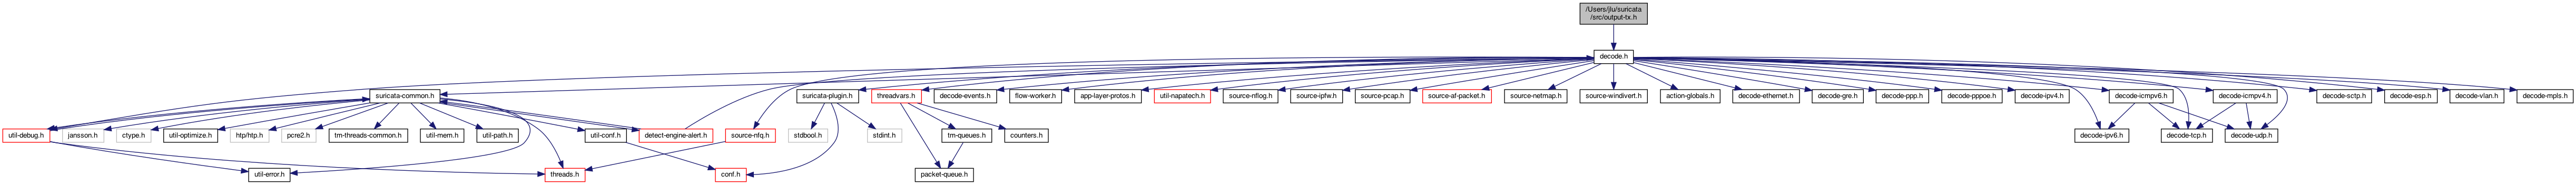 /Users/jlu/suricata
/src/output-tx.h
decode.h
suricata-common.h
suricata-plugin.h
threadvars.h
decode-events.h
flow-worker.h
app-layer-protos.h
util-napatech.h
source-nflog.h
source-ipfw.h
source-pcap.h
source-af-packet.h
source-netmap.h
source-windivert.h
action-globals.h
decode-ethernet.h
decode-gre.h
decode-ppp.h
decode-pppoe.h
decode-ipv4.h
decode-icmpv6.h
decode-icmpv4.h
decode-sctp.h
decode-esp.h
decode-vlan.h
decode-mpls.h
util-debug.h
jansson.h
ctype.h
util-optimize.h
htp/htp.h
pcre2.h
tm-threads-common.h
util-mem.h
util-path.h
util-conf.h
detect-engine-alert.h
source-nfq.h
stdbool.h
stdint.h
tm-queues.h
counters.h
decode-ipv6.h
decode-tcp.h
decode-udp.h
util-error.h
threads.h
conf.h
packet-queue.h